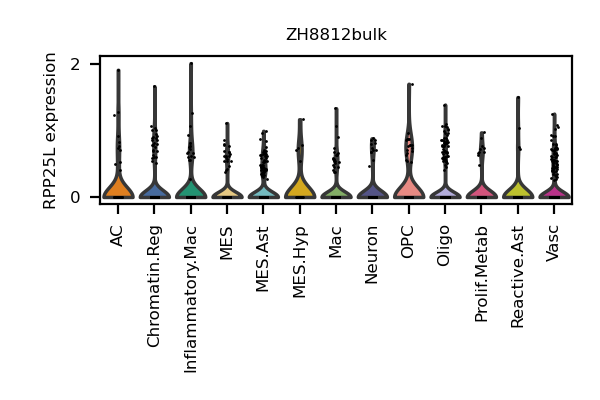 ZH8812bulk
RPP25L expression
2
0
AC
Chromatin.Reg
Inflammatory.Mac
MES
MES.Ast
MES.Hyp
Mac
Neuron
OPC
Oligo
Prolif.Metab
Reactive.Ast
Vasc